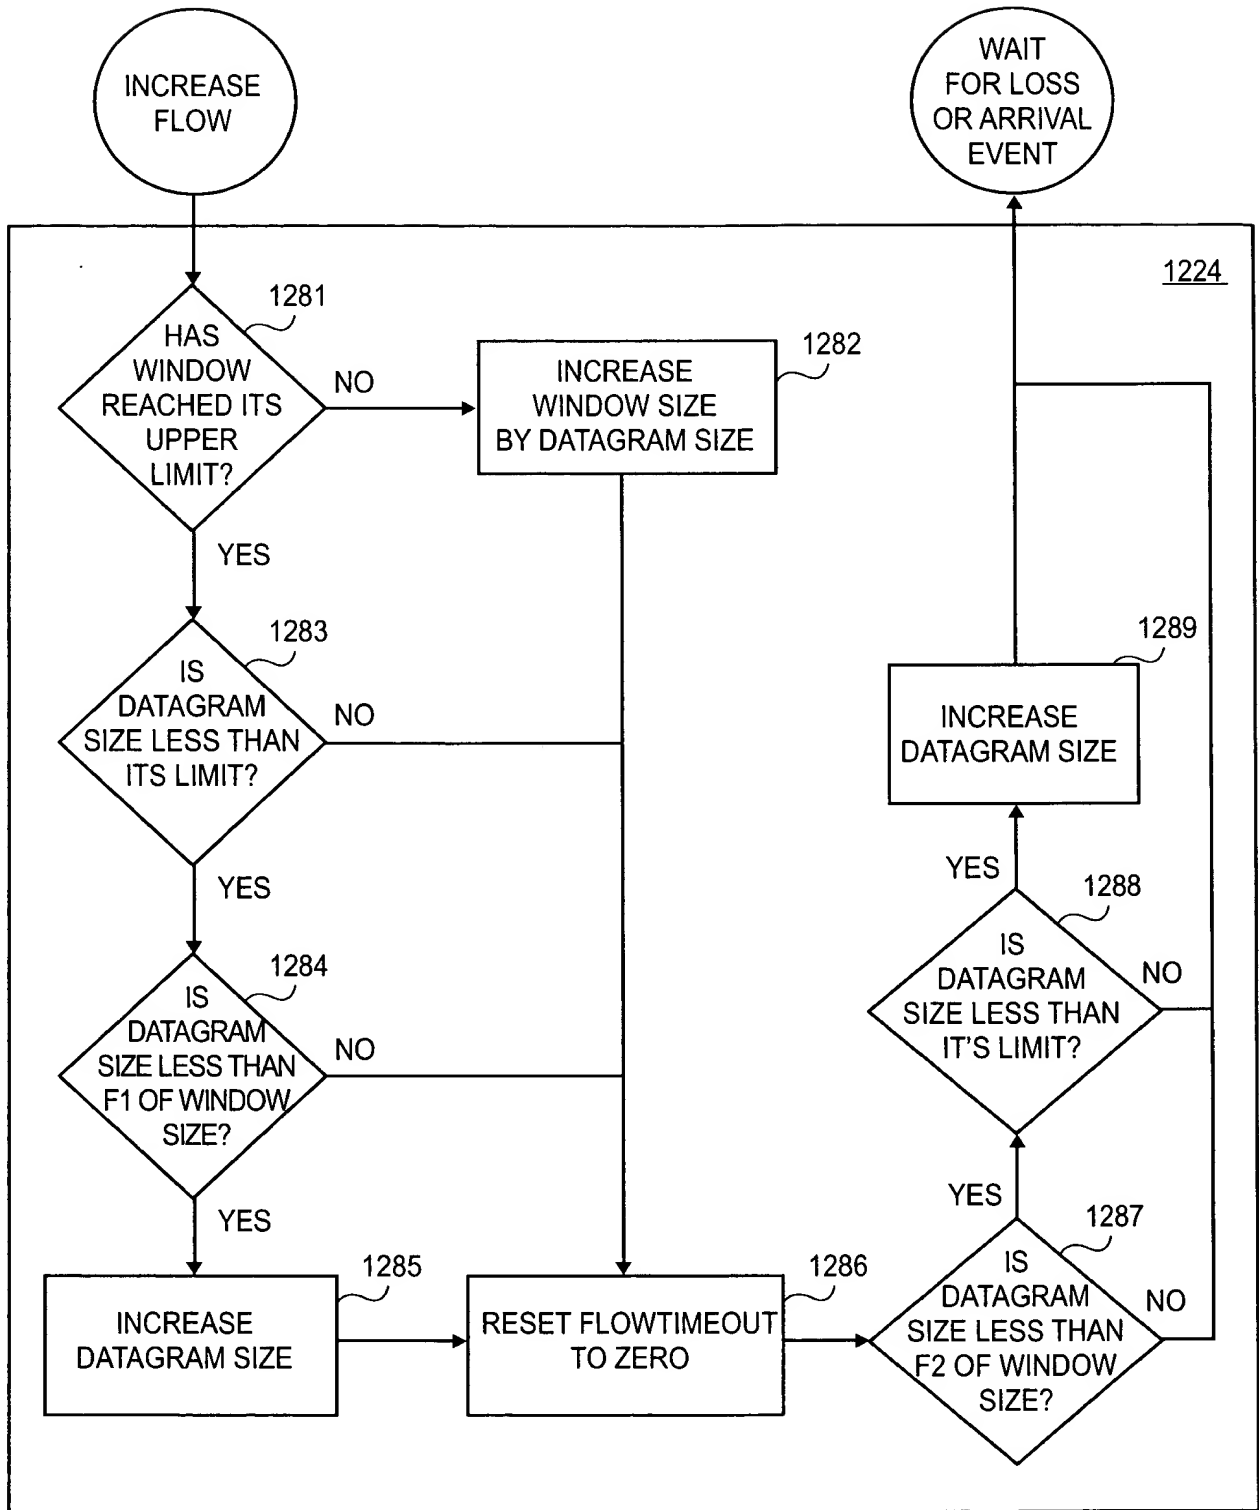 INCREASE
FLOW
WAIT
FOR LOSS
OR ARRIVAL
EVENT
1224
1281
HAS
WINDOW
REACHED ITS
UPPER
LIMIT?
NO
YES
1282
INCREASE
WINDOW SIZE
BY DATAGRAM SIZE
1283
IS
DATAGRAM
SIZE LESS THAN
ITS LIMIT?
NO
YES
1284
IS
DATAGRAM
SIZE LESS THAN
F1 OF WINDOW
SIZE?
NO
YES
1285
INCREASE
DATAGRAM SIZE
1286
RESET FLOWTIMEOUT
TO ZERO
1287
IS
DATAGRAM
SIZE LESS THAN
F2 OF WINDOW
SIZE?
NO
YES
1288
IS
DATAGRAM
SIZE LESS THAN
IT'S LIMIT?
NO
YES
1289
INCREASE
DATAGRAM SIZE